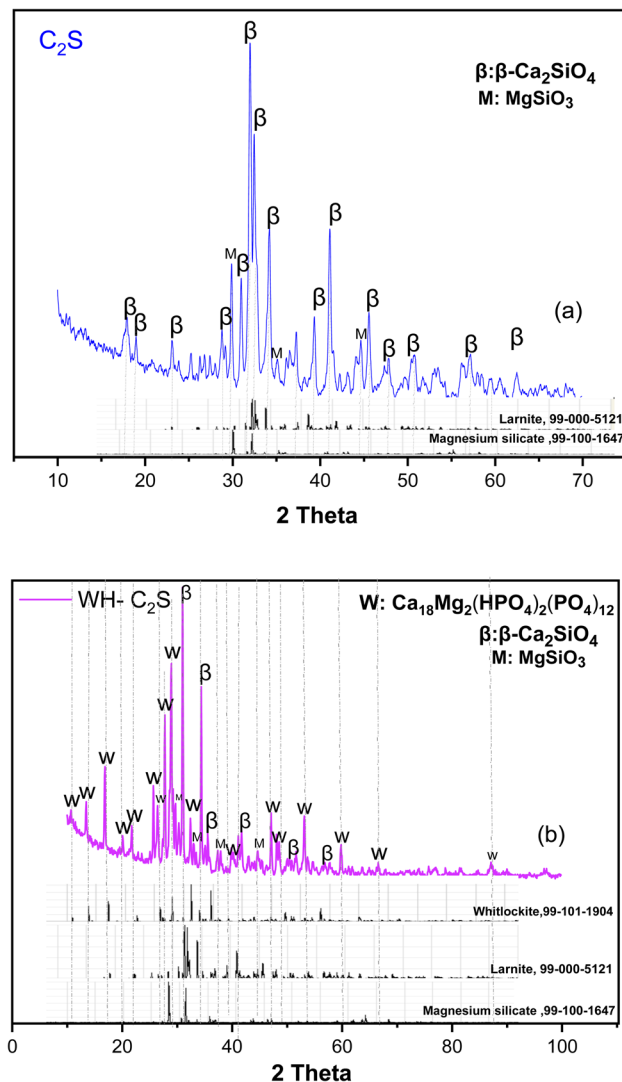 C₂S
β:β-Ca₂SiO₄
M: MgSiO₃
β
β
β
β
β
M
β
β
β
β
M
β
M
β
β
β
β
β
(a)
Larnite, 99-000-5121
Magnesium silicate ,99-100-1647
10 20 30 40 50 60 70
2 Theta
WH- C₂S
W: Ca₁₈Mg₂(HPO₄)₂(PO₄)₁₂
β:β-Ca₂SiO₄
M: MgSiO₃
β
W
β
W
W
W
W
W
W
W
W
M
W
M
β
M
W
β
M
W
W
β
W
β
W
W
w
(b)
Whitlockite,99-101-1904
Larnite, 99-000-5121
Magnesium silicate ,99-100-1647
0 20 40 60 80 100
2 Theta